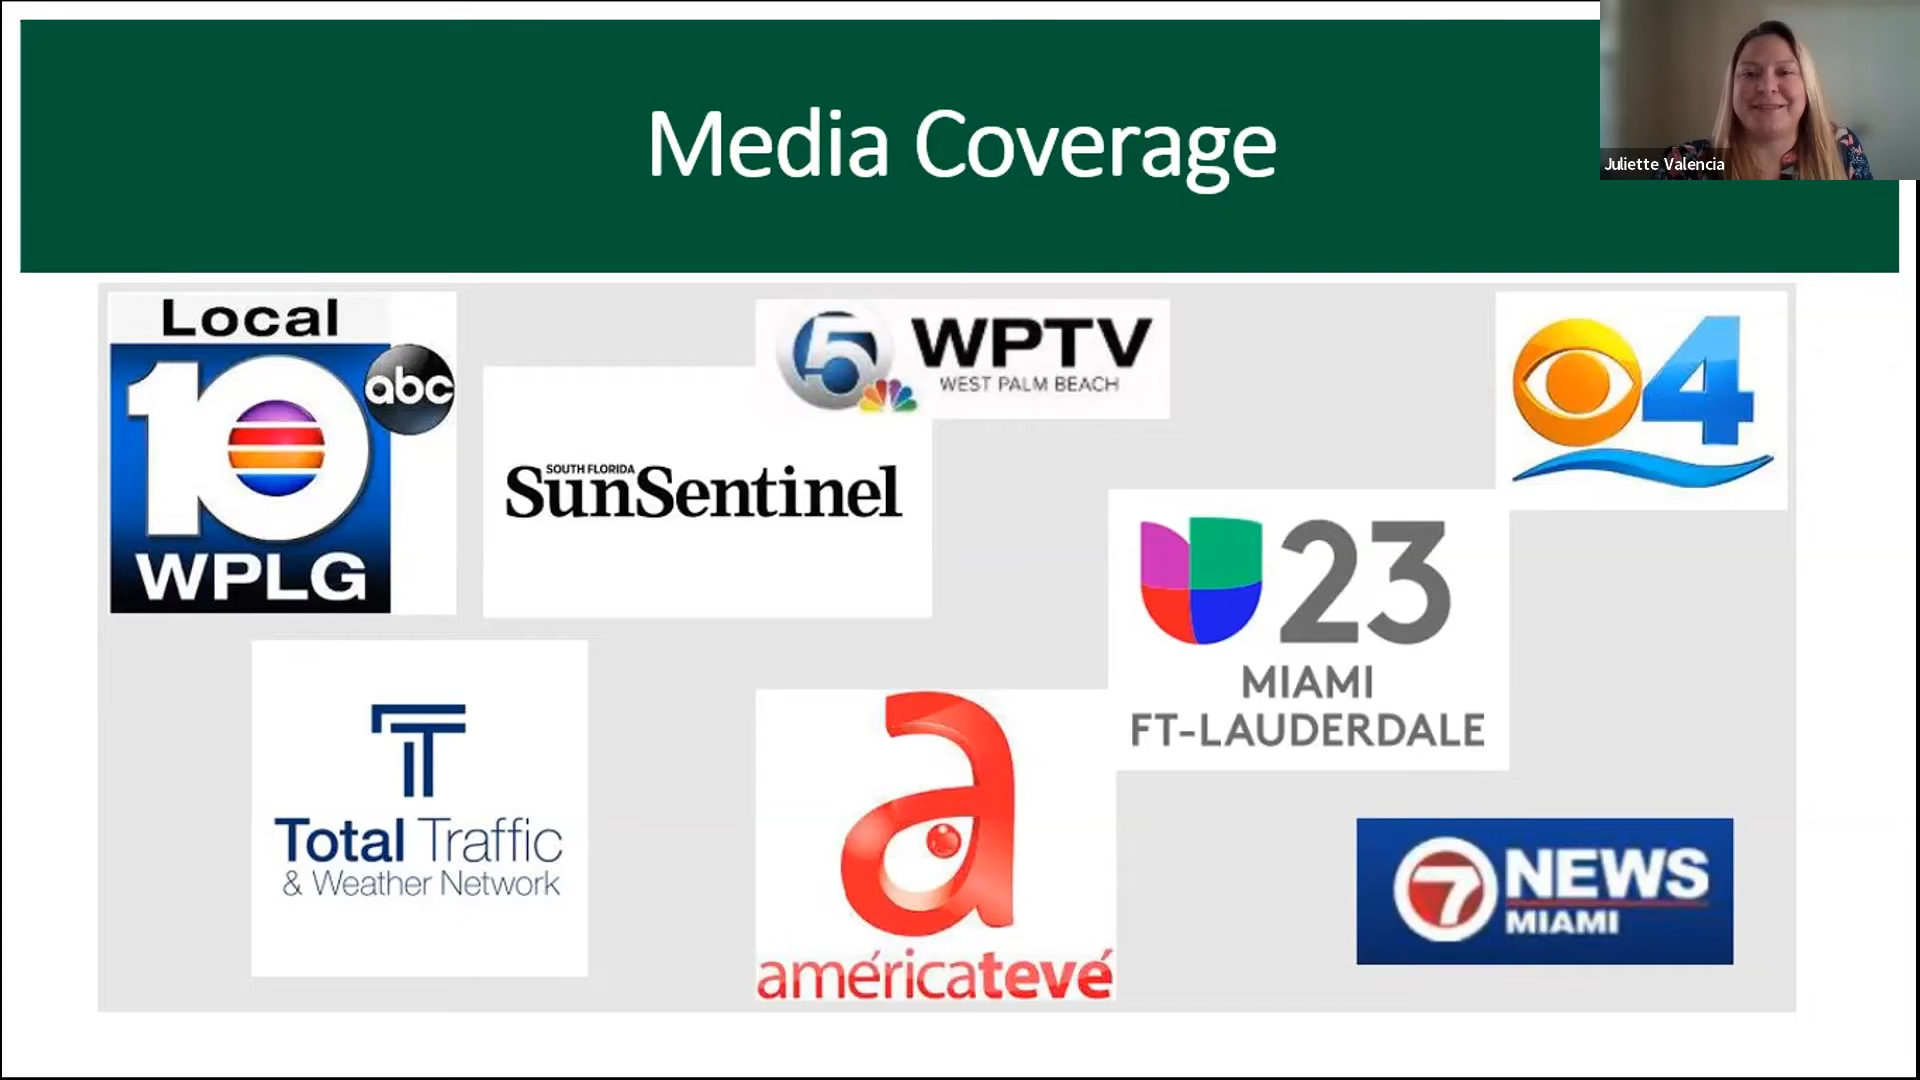 Media Coverage
Juliette Valencia
Local
10
abc
WPLG
5 WPTV
WEST PALM BEACH
SOUTH FLORIDA
SunSentinel
4
23
MIAMI
FT-LAUDERDALE
Total Traffic
& Weather Network
a
américatevé
7 NEWS
MIAMI